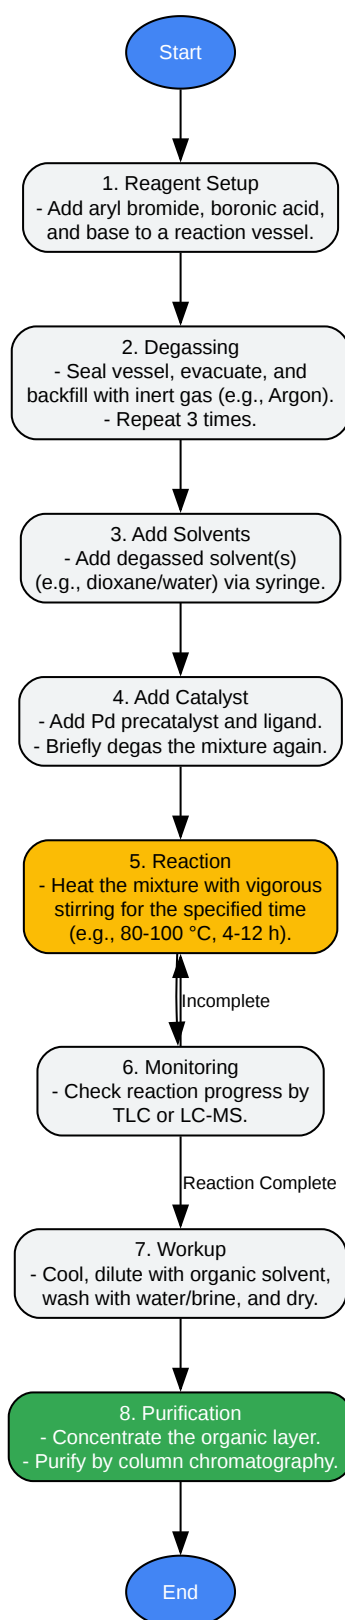 Start
1. Reagent Setup
- Add aryl bromide, boronic acid,
and base to a reaction vessel.
2. Degassing
- Seal vessel, evacuate, and
backfill with inert gas (e.g., Argon).
- Repeat 3 times.
3. Add Solvents
- Add degassed solvent(s)
(e.g., dioxane/water) via syringe.
4. Add Catalyst
- Add Pd precatalyst and ligand.
- Briefly degas the mixture again.
5. Reaction
- Heat the mixture with vigorous
stirring for the specified time
(e.g., 80-100 °C, 4-12 h).
Incomplete
6. Monitoring
- Check reaction progress by
TLC or LC-MS.
Reaction Complete
7. Workup
- Cool, dilute with organic solvent,
wash with water/brine, and dry.
8. Purification
- Concentrate the organic layer.
- Purify by column chromatography.
End